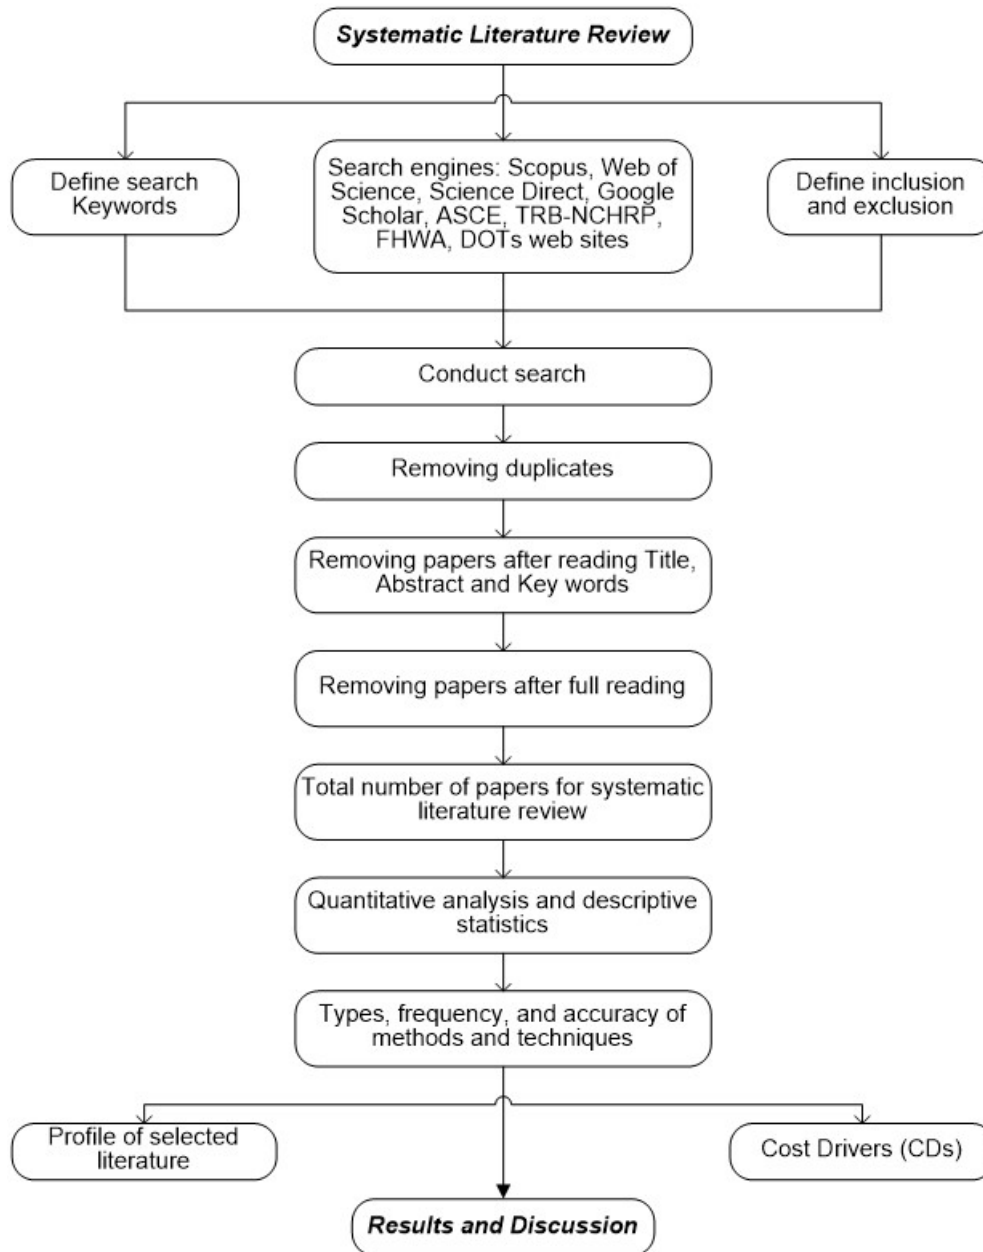 Systematic Literature Review
Define search
Keywords
Search engines: Scopus, Web of
Science, Science Direct, Google
Scholar, ASCE, TRB-NCHRP,
FHWA, DOTs web sites
Define inclusion
and exclusion
Conduct search
Removing duplicates
Removing papers after reading Title,
Abstract and Key words
Removing papers after full reading
Total number of papers for systematic
literature review
Quantitative analysis and descriptive
statistics
Types, frequency, and accuracy of
methods and techniques
Profile of selected
literature
Cost Drivers (CDs)
Results and Discussion